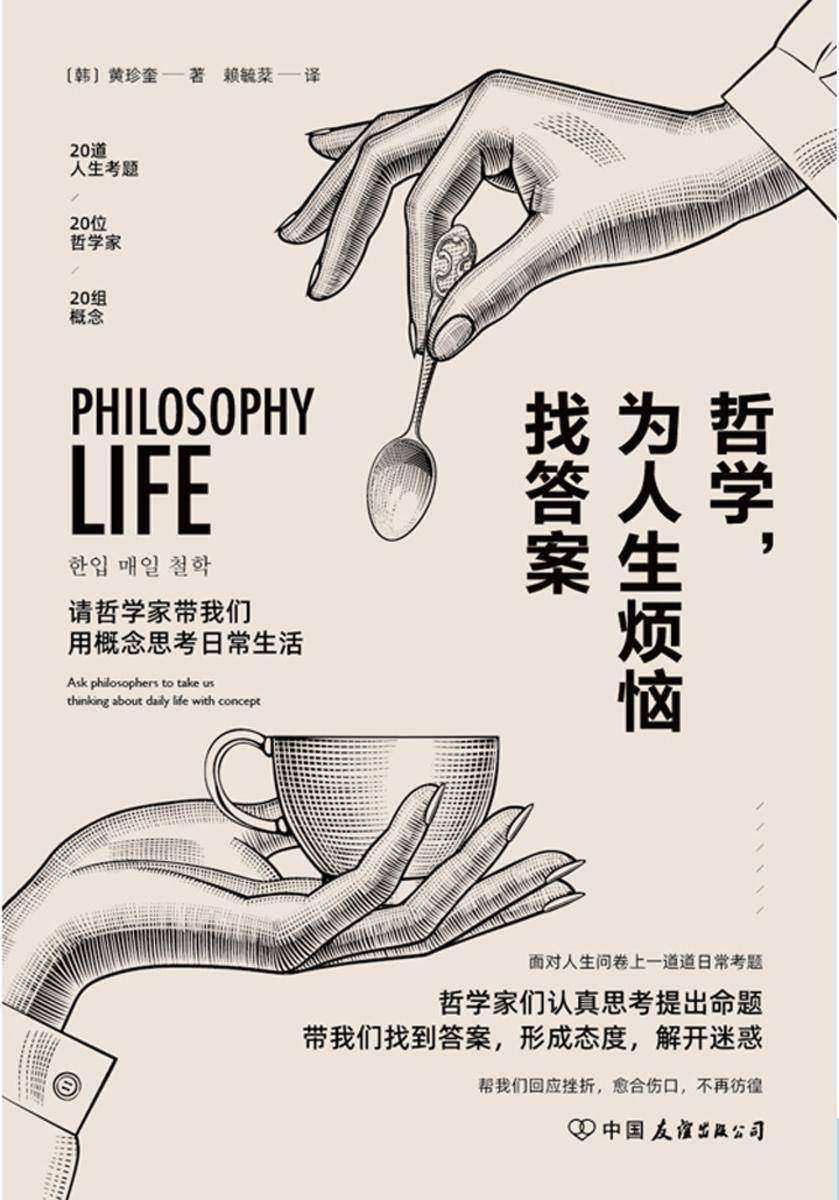 〔韩〕黄珍奎—著 赖毓棻—译
20道
人生考题
20位
哲学家
20组
概念
PHILOSOPHY
LIFE
한입 매일 철학
请哲学家带我们
用概念思考日常生活
Ask philosophers to take us
thinking about daily life with concept
哲学，
为人生烦恼
找答案
面对人生问卷上一道道日常考题
哲学家们认真思考提出命题
带我们找到答案，形成态度，解开迷惑
帮我们回应挫折，愈合伤口，不再彷徨
中国友谊出版公司